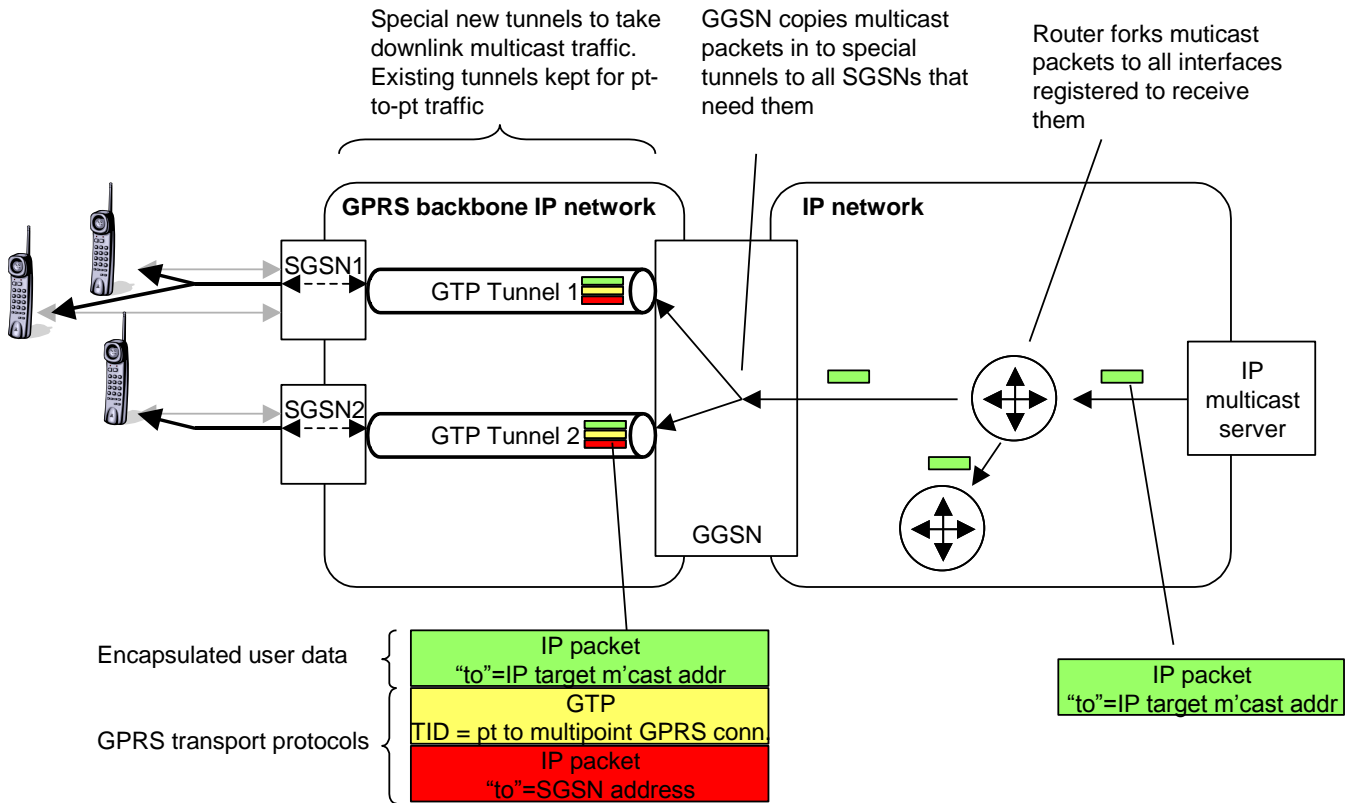 Special new tunnels to take
downlink multicast traffic.
Existing tunnels kept for pt-
to-pt traffic
GGSN copies multicast
packets in to special
tunnels to all SGSNs that
need them
Router forks muticast
packets to all interfaces
registered to receive
them
GPRS backbone IP network
IP network
SGSN1
GTP Tunnel 1
SGSN2
GTP Tunnel 2
GGSN
IP
multicast
server
Encapsulated user data
IP packet
“to”=IP target m’cast addr
GPRS transport protocols
GTP
TID = pt to multipoint GPRS conn.
IP packet
“to”=SGSN address
IP packet
“to”=IP target m’cast addr